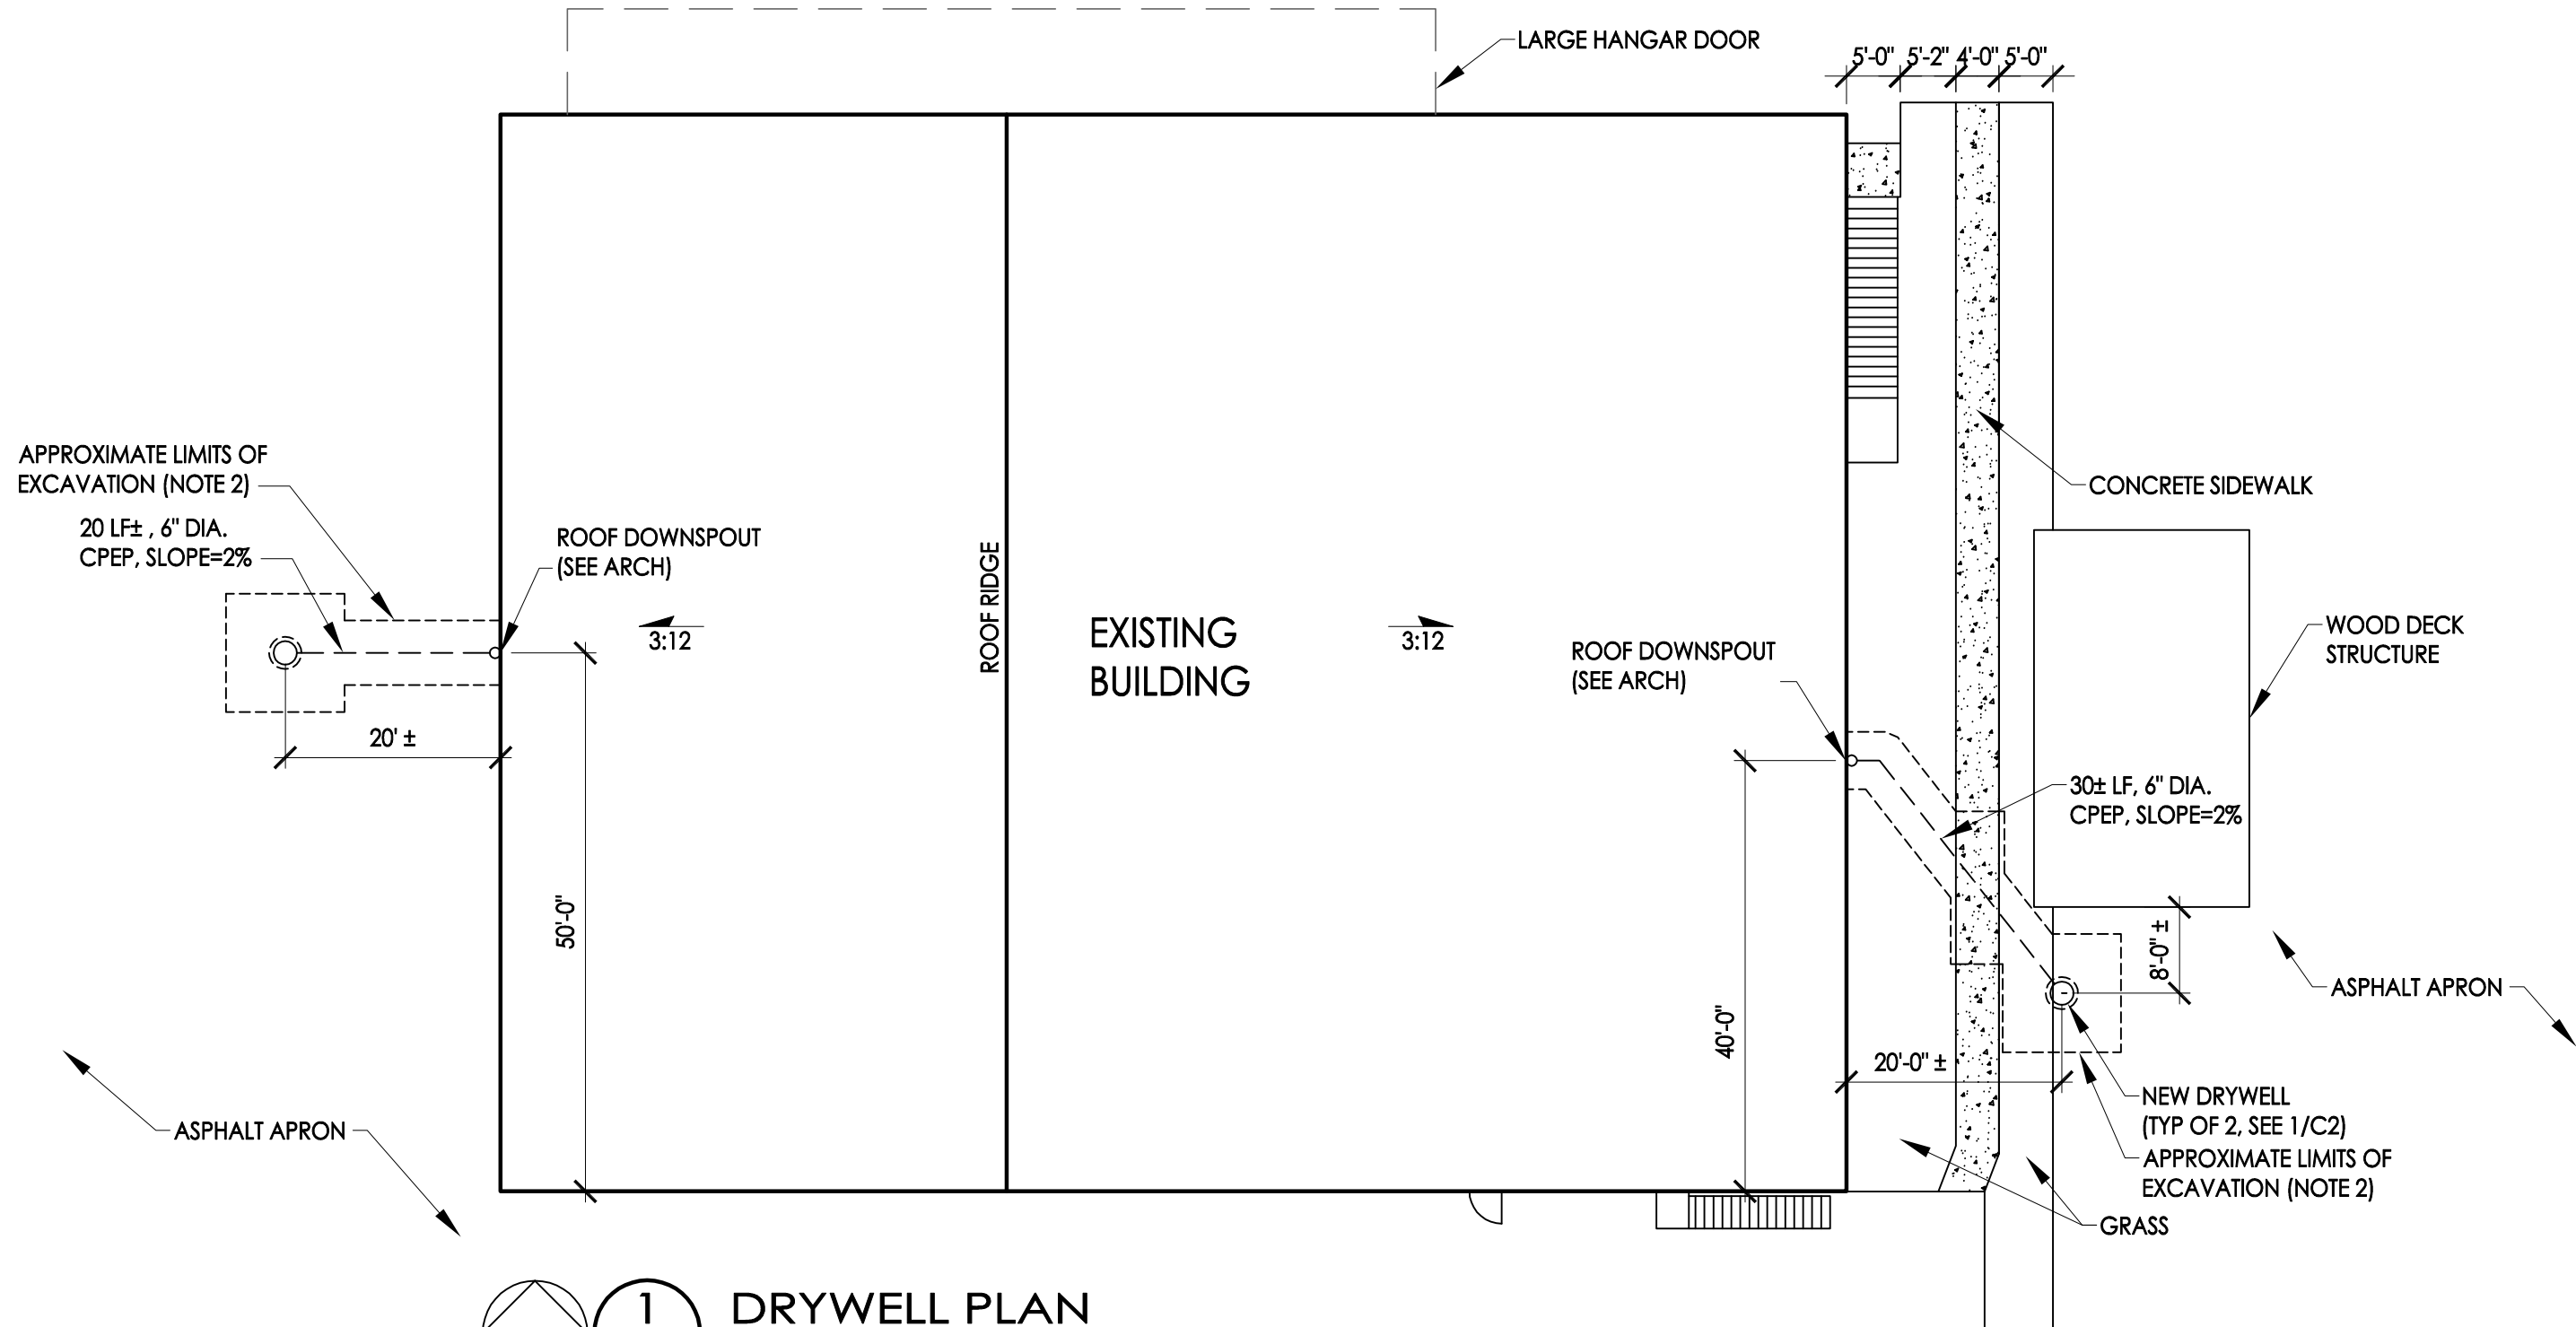 LARGE HANGAR DOOR
5'-0" 5'-2" 4'-0" 5'-0"
APPROXIMATE LIMITS OF
EXCAVATION (NOTE 2)
20 LF± , 6" DIA.
CPEP, SLOPE=2%
ROOF DOWNSPOUT
(SEE ARCH)
3:12
20' ±
50'-0"
ROOF RIDGE
EXISTING
BUILDING
3:12
ROOF DOWNSPOUT
(SEE ARCH)
40'-0"
CONCRETE SIDEWALK
WOOD DECK
STRUCTURE
30± LF, 6" DIA.
CPEP, SLOPE=2%
8'-0" ±
ASPHALT APRON
20'-0" ±
NEW DRYWELL
(TYP OF 2, SEE 1/C2)
APPROXIMATE LIMITS OF
EXCAVATION (NOTE 2)
GRASS
ASPHALT APRON
1
DRYWELL PLAN